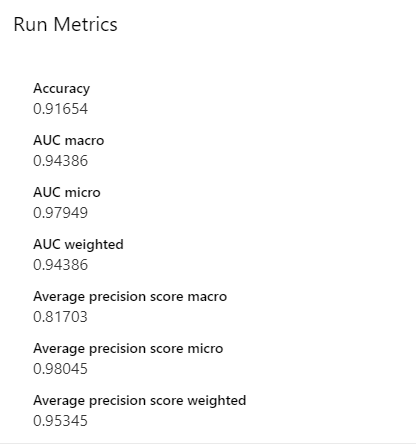 Run Metrics
Accuracy
0.91654
AUC macro
0.94386
AUC micro
0.97949
AUC weighted
0.94386
Average precision score macro
0.81703
Average precision score micro
0.98045
Average precision score weighted
0.95345